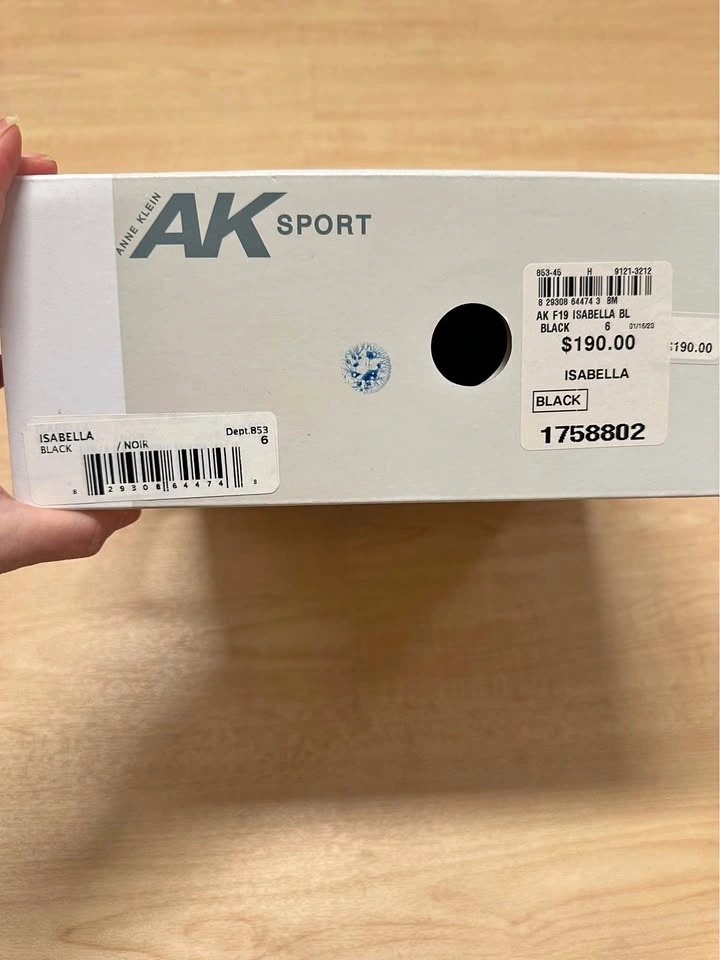 ANNE KLEIN
AK SPORT
853-45 H 9121-3212
8 29308 64474 3 BM
AK F19 ISABELLA BL
BLACK 6 01/16/20
$190.00
ISABELLA
BLACK
1758802
$190.00
ISABELLA Dept.853
BLACK / NOIR 6
8 29308 64474 3